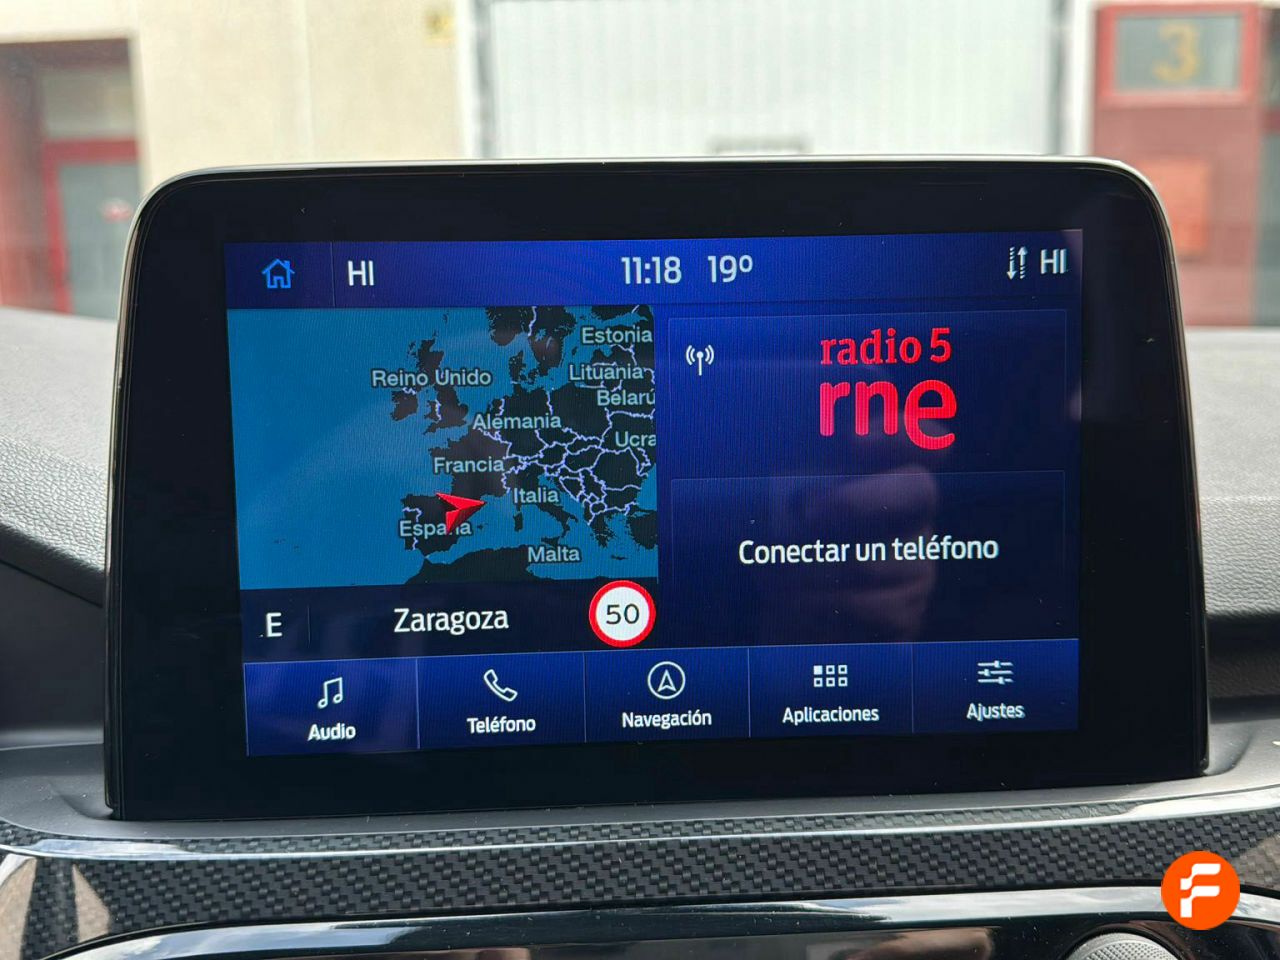 3
HI
11:18 19º
HI
Estonia
Reino Unido
Lituania
Belarú
Alemania
Ucra
Francia
Italia
España
Malta
E
Zaragoza
50
radio 5
rne
Conectar un teléfono
Audio
Teléfono
Navegación
Aplicaciones
Ajustes
F